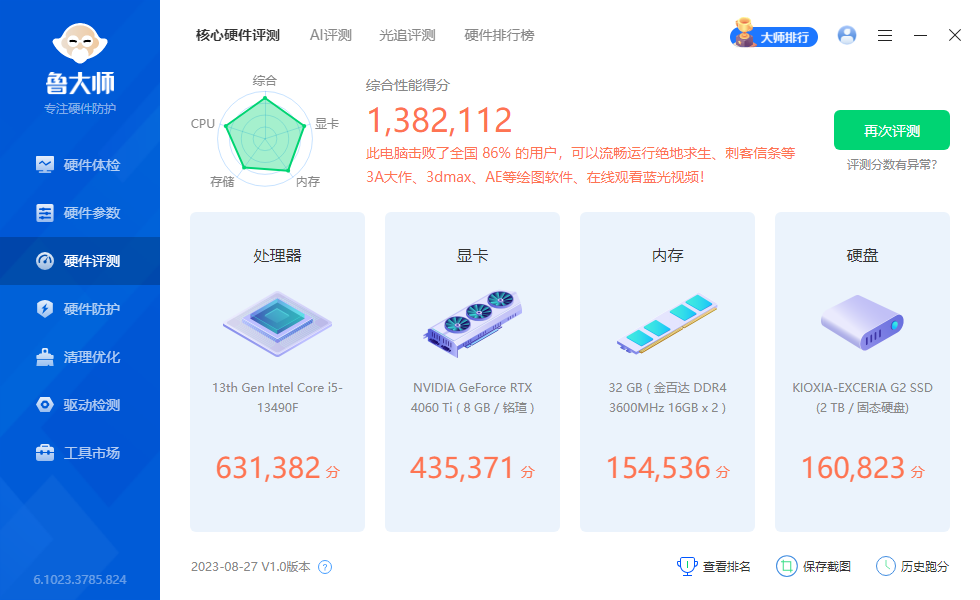 鲁大师
专注硬件防护
硬件体检
硬件参数
硬件评测
硬件防护
清理优化
驱动检测
工具市场
6.1023.3785.824
核心硬件评测 AI评测 光追评测 硬件排行榜
大师排行
综合
CPU
显卡
存储
内存
综合性能得分
1,382,112
此电脑击败了全国 86% 的用户，可以流畅运行绝地求生、刺客信条等
3A大作、3dmax、AE等绘图软件、在线观看蓝光视频！
再次评测
评测分数有异常?
处理器
13th Gen Intel Core i5-
13490F
631,382 分
显卡
NVIDIA GeForce RTX
4060 Ti ( 8 GB / 铭瑄 )
435,371 分
内存
32 GB ( 金百达 DDR4
3600MHz 16GB x 2 )
154,536 分
硬盘
KIOXIA-EXCERIA G2 SSD
(2 TB / 固态硬盘)
160,823 分
2023-08-27 V1.0版本 ?
查看排名 保存截图 历史跑分